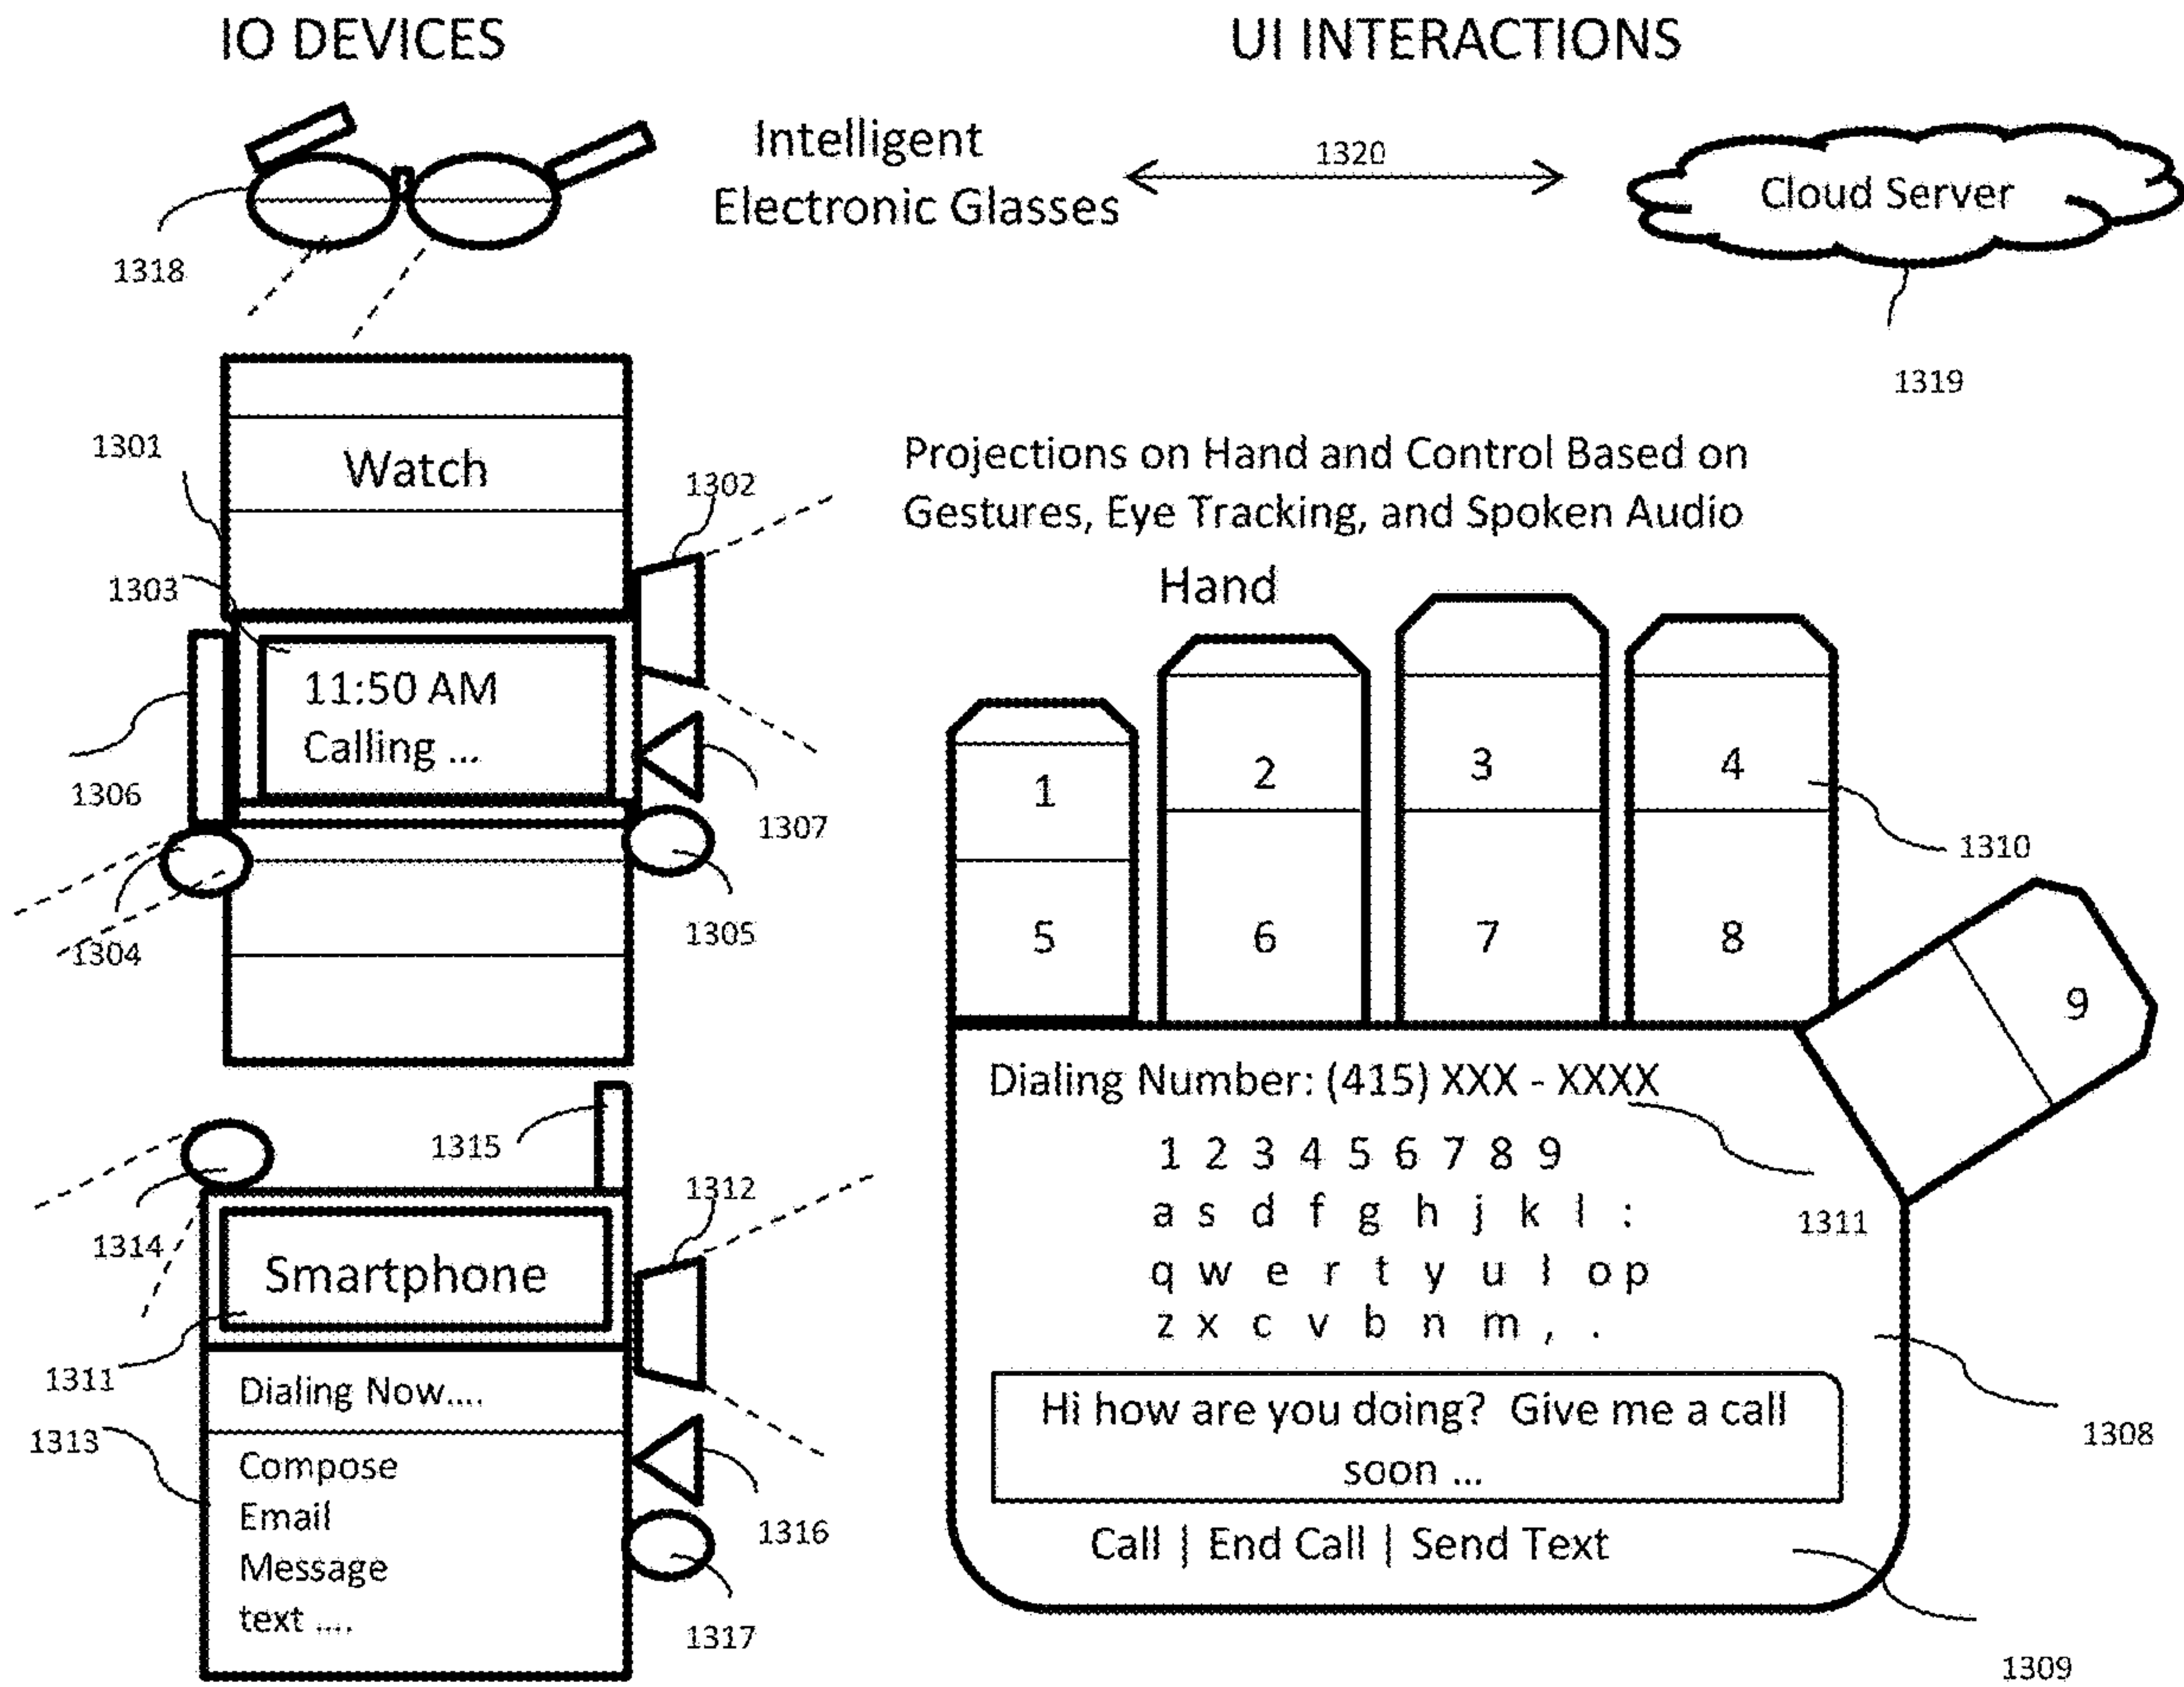 IO DEVICES
UI INTERACTIONS
Intelligent
Electronic Glasses
1320
Cloud Server
1318
1319
1301
Watch
1302
1303
11:50 AM
Calling ...
1306
1307
1304
1305
Projections on Hand and Control Based on
Gestures, Eye Tracking, and Spoken Audio
Hand
1
2
3
4
1310
5
6
7
8
9
Dialing Number: (415) XXX - XXXX
1 2 3 4 5 6 7 8 9
1311
a s d f g h j k l :
q w e r t y u i o p
z x c v b n m , .
1308
Hi how are you doing? Give me a call
soon ...
Call | End Call | Send Text
1309
1315
1314
1312
Smartphone
1311
Dialing Now....
1313
Compose
Email
Message
text ....
1316
1317